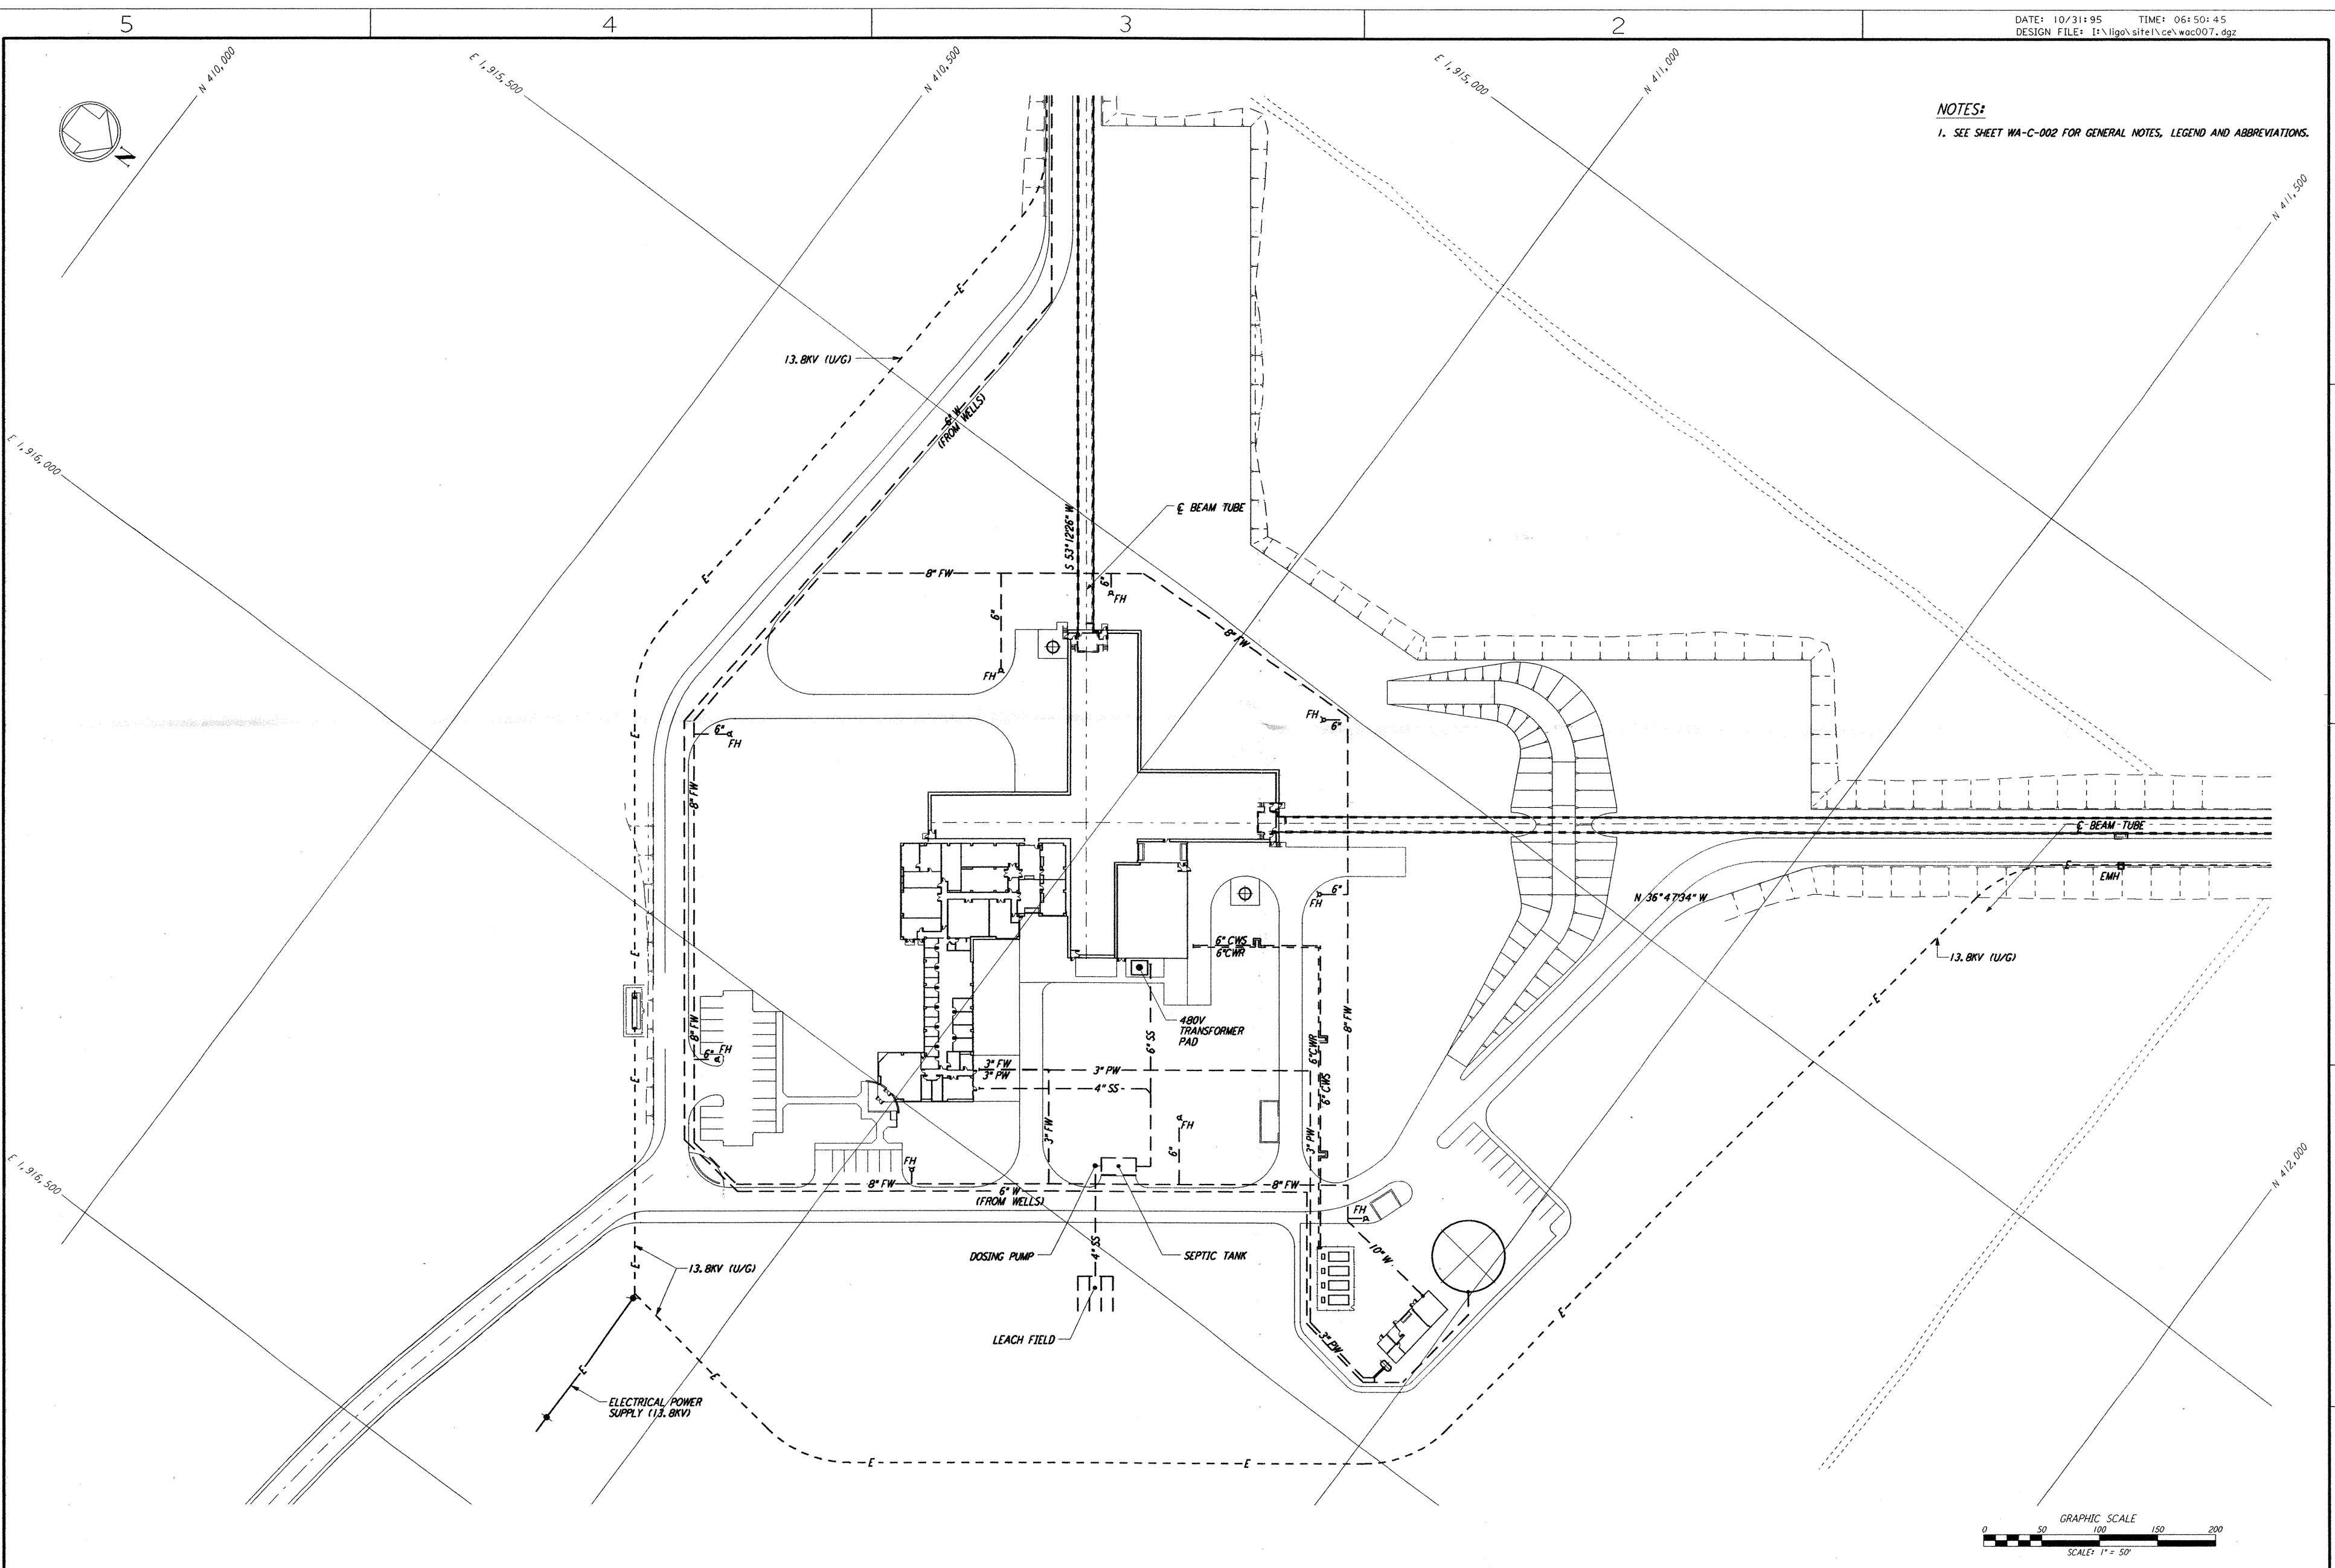 5
4
3
2
DATE: 10/31:95 TIME: 06:50:45
DESIGN FILE: I:\ligo\site1\ce\wac007.dgz
N 410,000
E 1,915,500
N 410,500
E 1,915,000
N 411,000
NOTES:
1. SEE SHEET WA-C-002 FOR GENERAL NOTES, LEGEND AND ABBREVIATIONS.
N
N 411,500
E
13.8KV (U/G)
6" W
(FROM WELLS)
E 1,916,000
S 53°12'26" W
℄ BEAM TUBE
E
8" FW
6"
FH
6"
FH
8" FW
FH
6"
6"
FH
E
8" FW
℄ BEAM TUBE
E
EMH
N 36°47'34" W
6"
FH
6" CWS
6"CWR
13.8KV (U/G)
E
E
480V
TRANSFORMER
PAD
8" FW
8" FW
6" SS
6"CWR
6" FH
3" FW
3" PW
3" PW
4" SS
6" CWS
E
FH
3" FW
6"
3" PW
E 1,916,500
N 412,000
FH
8" FW
6" W
(FROM WELLS)
8" FW
FH
4" SS
10" W
DOSING PUMP
SEPTIC TANK
E
13.8KV (U/G)
LEACH FIELD
3" PW
E
E
E
ELECTRICAL POWER
SUPPLY (13.8KV)
E
E
GRAPHIC SCALE
0 50 100 150 200
SCALE: 1" = 50'